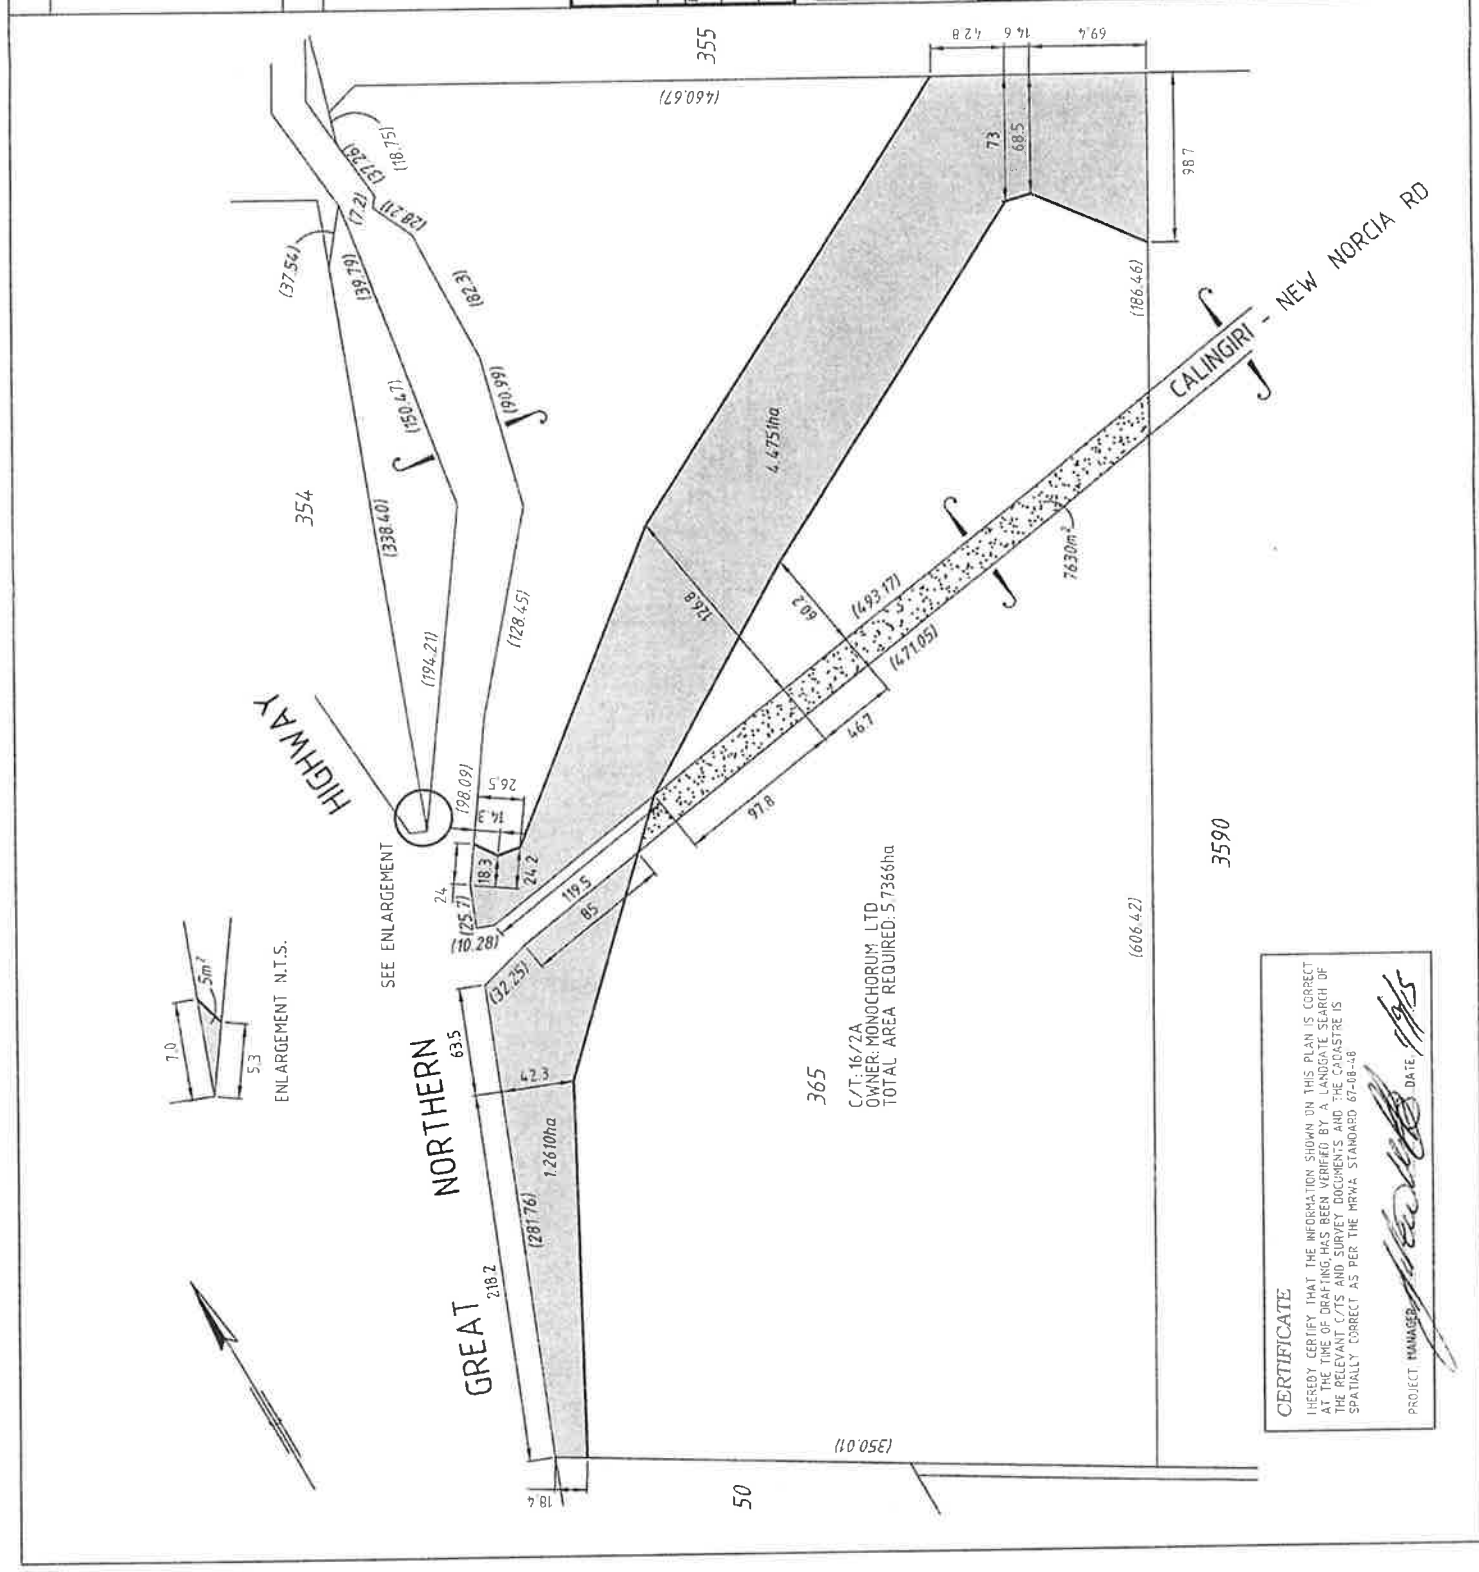 355
(460.67)
42.8
14.6
69.4
73
68.5
98.7
(18.75)
(37.26)
(7.2)
(28.21)
(37.54)
(39.79)
(82.3)
(150.47)
(90.99)
354
(338.40)
(194.21)
(128.45)
HIGHWAY
(98.09)
26.5
14.3
18.3
24.2
24
(25.7)
(10.28)
(32.25)
SEE ENLARGEMENT
7.0
5m²
5.3
ENLARGEMENT N.T.S.
4.4751ha
126.8
60.2
(493.17)
(471.05)
46.7
97.8
119.5
85
7630m²
(186.46)
CALINGIRI - NEW NORCIA RD
NORTHERN
63.5
42.3
1.2610ha
(281.76)
218.2
GREAT
18.4
50
(350.01)
365
C/T: 16/2A
OWNER: MONOCHORUM LTD
TOTAL AREA REQUIRED: 5.7366ha
(606.42)
3590
CERTIFICATE
I HEREBY CERTIFY THAT THE INFORMATION SHOWN ON THIS PLAN IS CORRECT
AT THE TIME OF DRAFTING, HAS BEEN VERIFIED BY A LANDGATE SEARCH OF
THE RELEVANT C/TS AND SURVEY DOCUMENTS AND THE CADASTRE IS
SPATIALLY CORRECT AS PER THE MRWA STANDARD 67-08-48
PROJECT MANAGER DATE